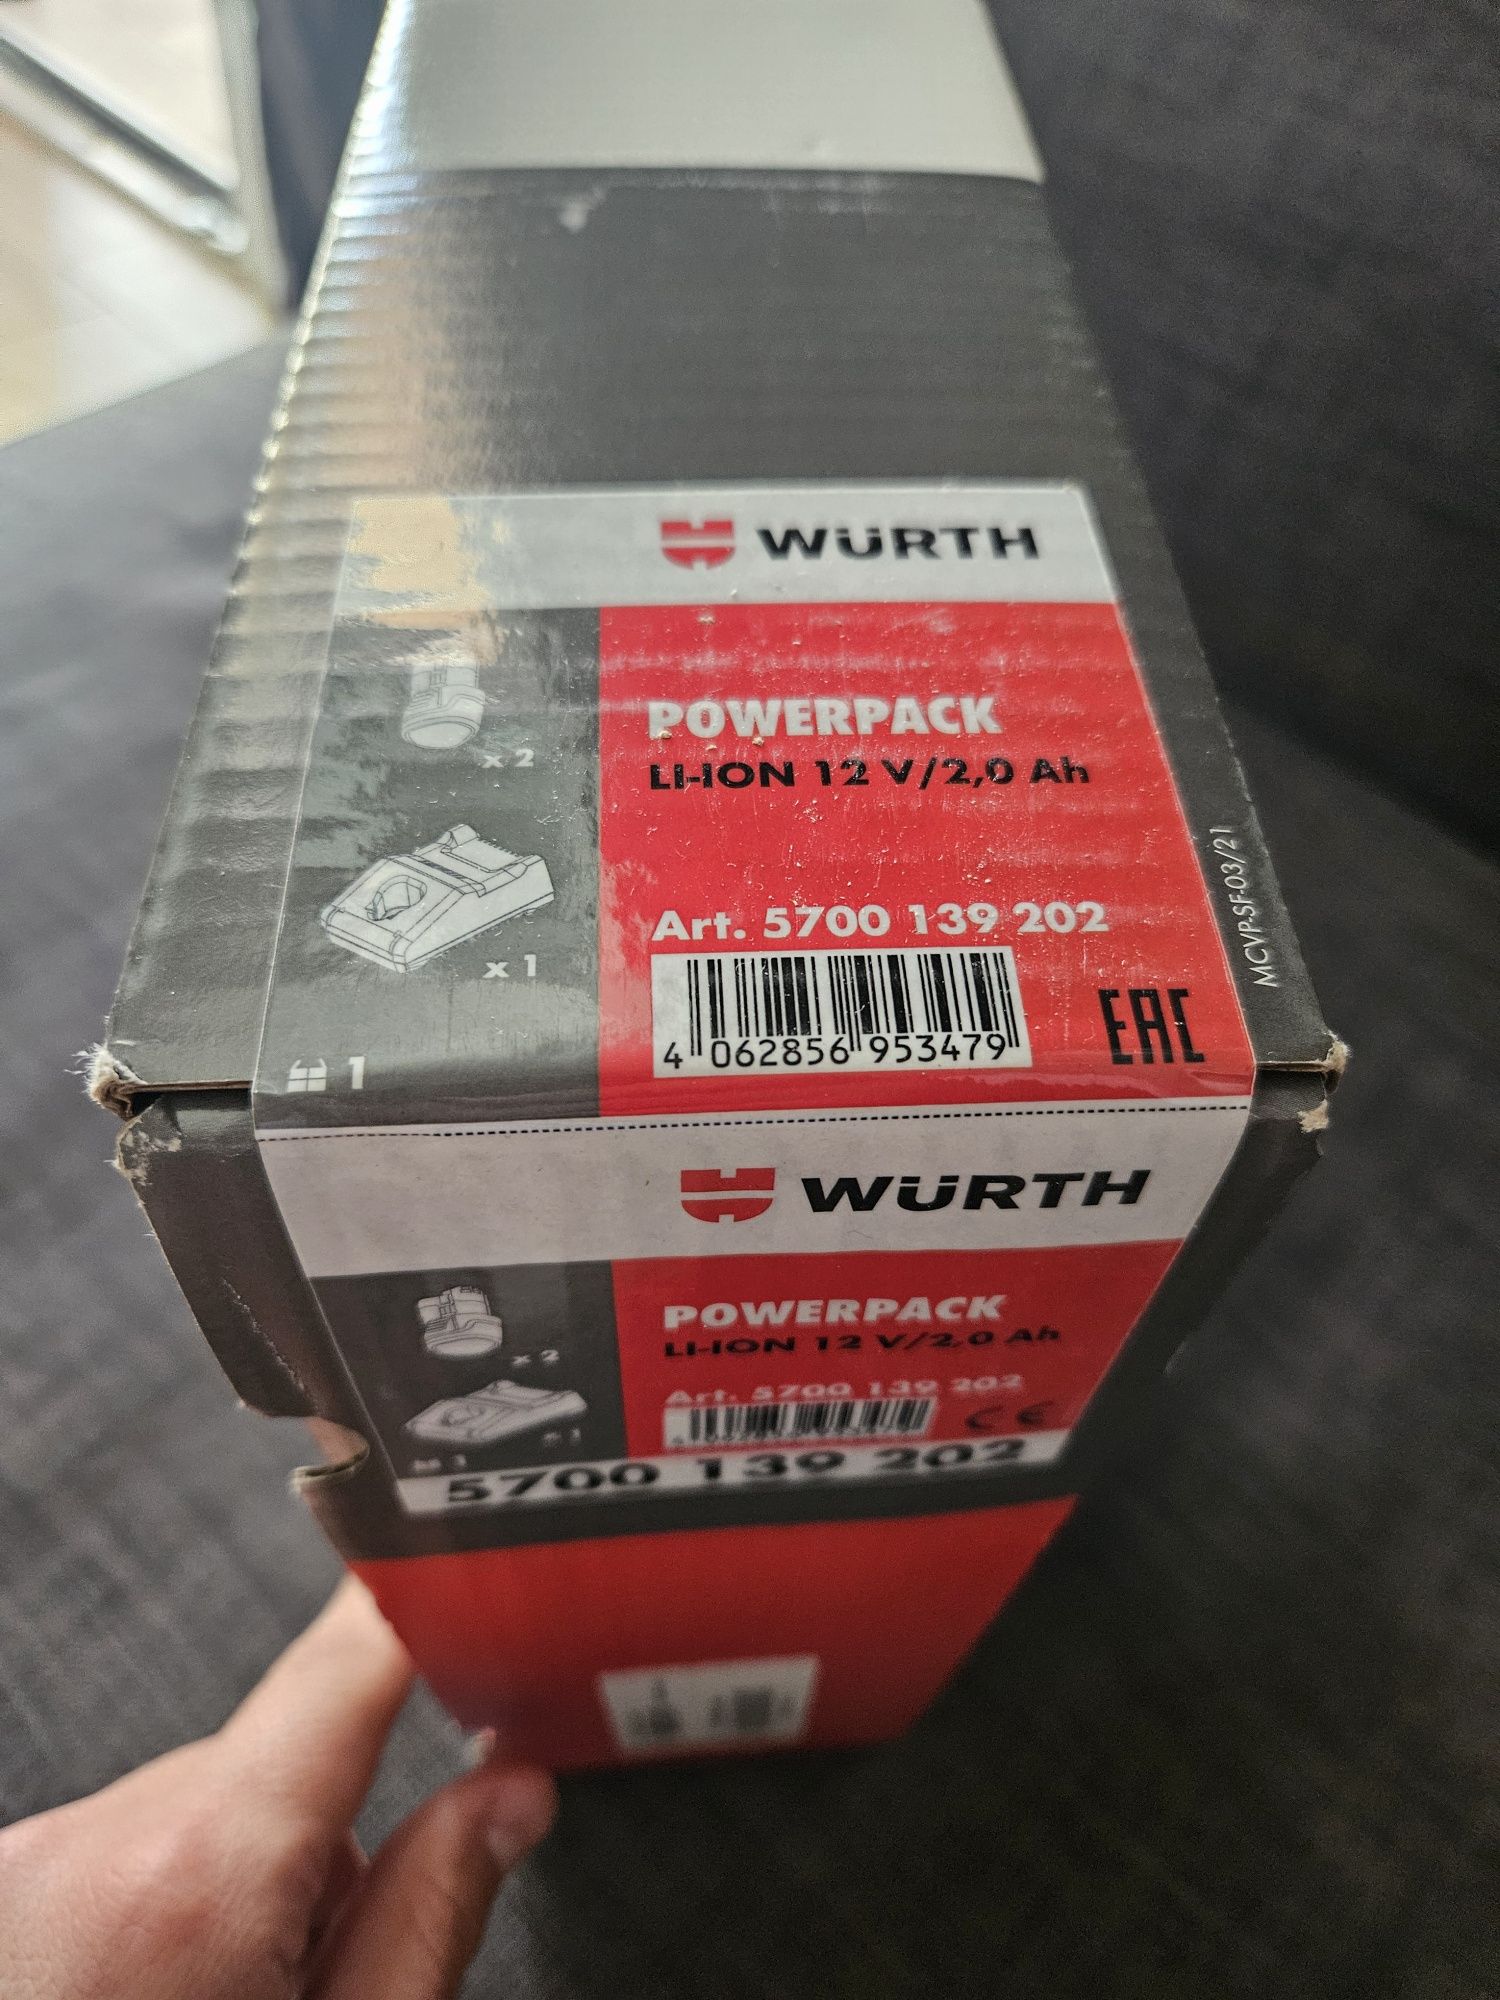 WÜRTH
POWERPACK
LI-ION 12 V/2,0 Ah
x 2
Art. 5700 139 202
x 1
4 062856 953479
EAC
1
MCVP-SF-03/21
WÜRTH
POWERPACK
LI-ION 12 V/2,0 Ah
x 2
Art. 5700 139 202
x 1
CE
1
5700 139 202